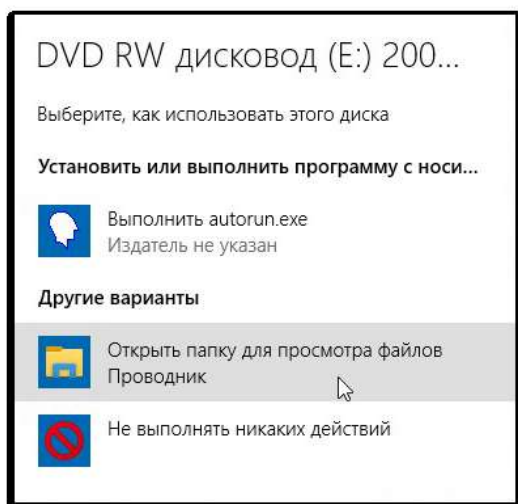 DVD RW дисковод (E:) 200...
Выберите, как использовать этого диска
Установить или выполнить программу с носи...
Выполнить autorun.exe
Издатель не указан
Другие варианты
Открыть папку для просмотра файлов
Проводник
Не выполнять никаких действий